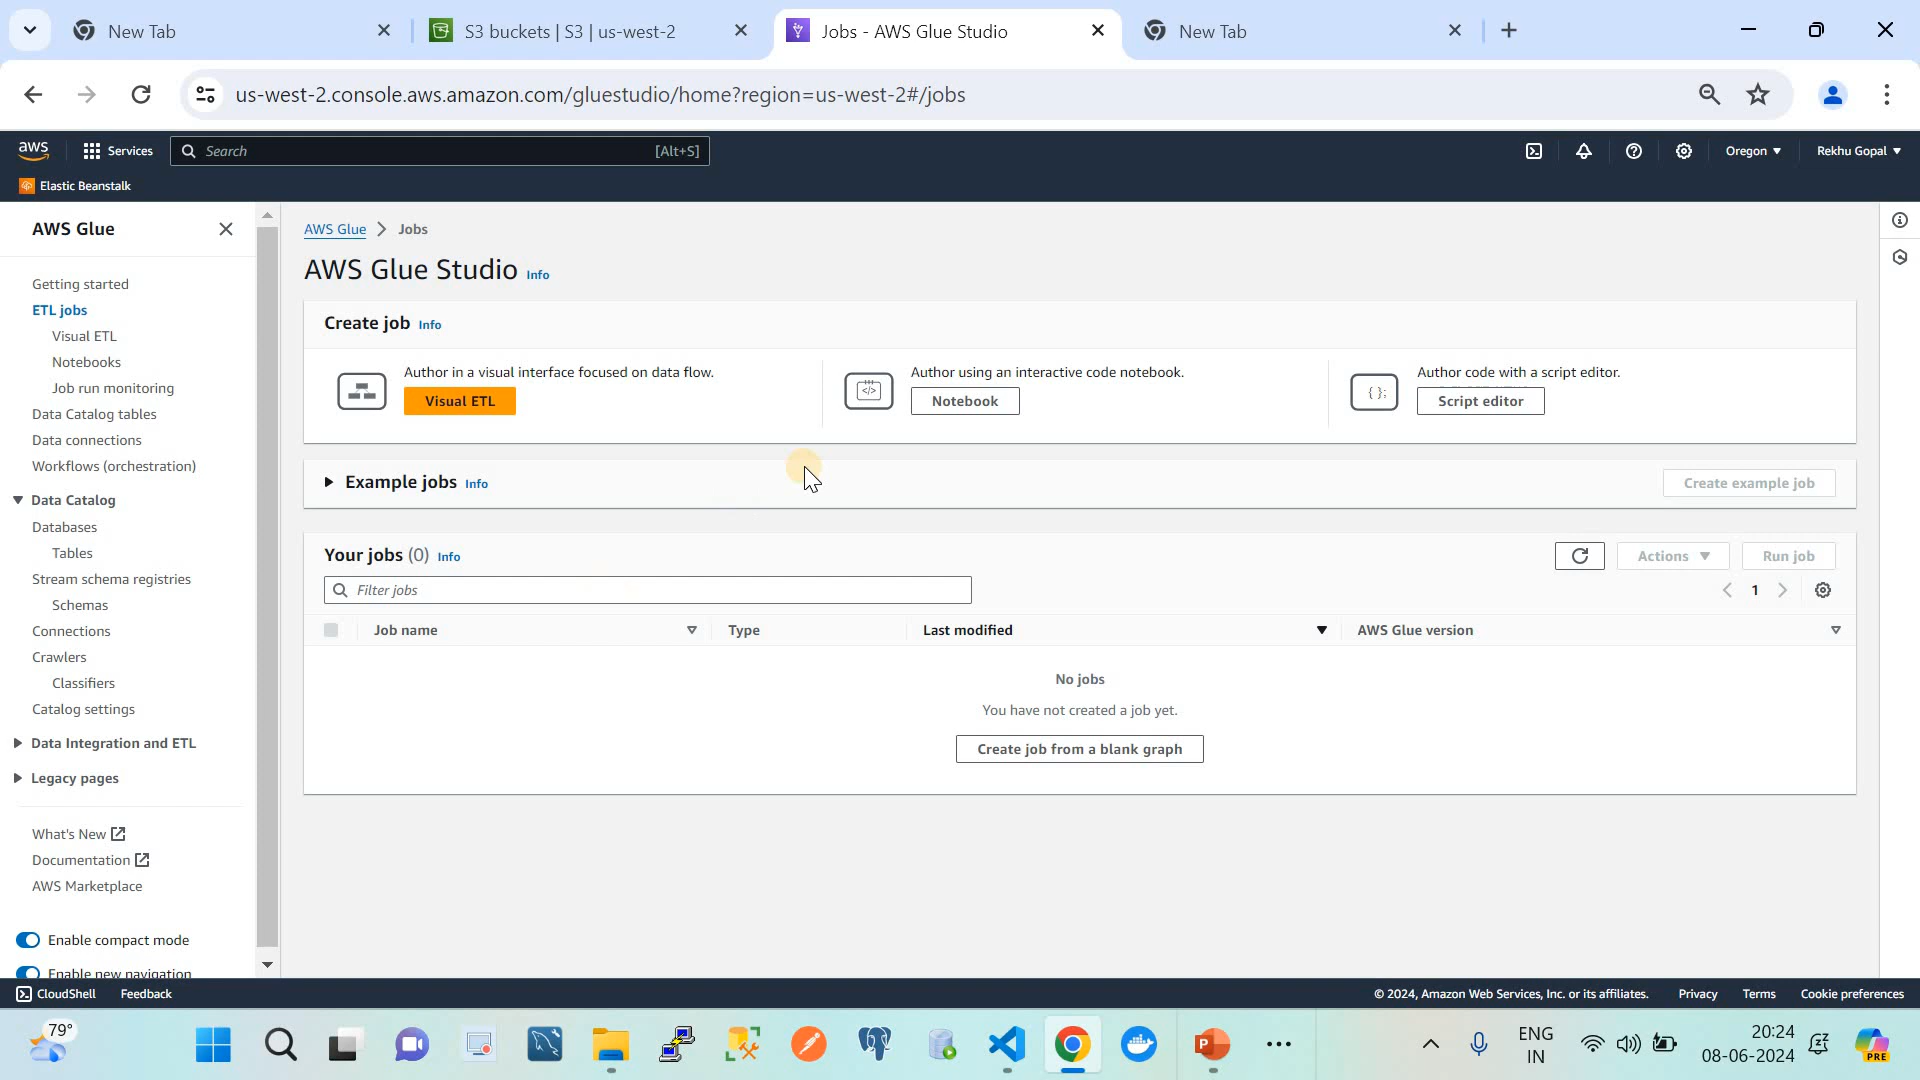 New Tab
S3 buckets | S3 | us-west-2
Jobs - AWS Glue Studio
New Tab
us-west-2.console.aws.amazon.com/gluestudio/home?region=us-west-2#/jobs
aws
Services
Search
[Alt+S]
Oregon
Rekhu Gopal
Elastic Beanstalk
AWS Glue
Getting started
ETL jobs
Visual ETL
Notebooks
Job run monitoring
Data Catalog tables
Data connections
Workflows (orchestration)
Data Catalog
Databases
Tables
Stream schema registries
Schemas
Connections
Crawlers
Classifiers
Catalog settings
Data Integration and ETL
Legacy pages
What's New
Documentation
AWS Marketplace
Enable compact mode
Enable new navigation
AWS Glue > Jobs
AWS Glue Studio Info
Create job Info
Author in a visual interface focused on data flow.
Visual ETL
Author using an interactive code notebook.
Notebook
Author code with a script editor.
Script editor
Example jobs Info
Create example job
Your jobs (0) Info
Actions
Run job
Filter jobs
1
Job name
Type
Last modified
AWS Glue version
No jobs
You have not created a job yet.
Create job from a blank graph
CloudShell
Feedback
© 2024, Amazon Web Services, Inc. or its affiliates.
Privacy
Terms
Cookie preferences
79°
ENG
IN
20:24
08-06-2024
PRE